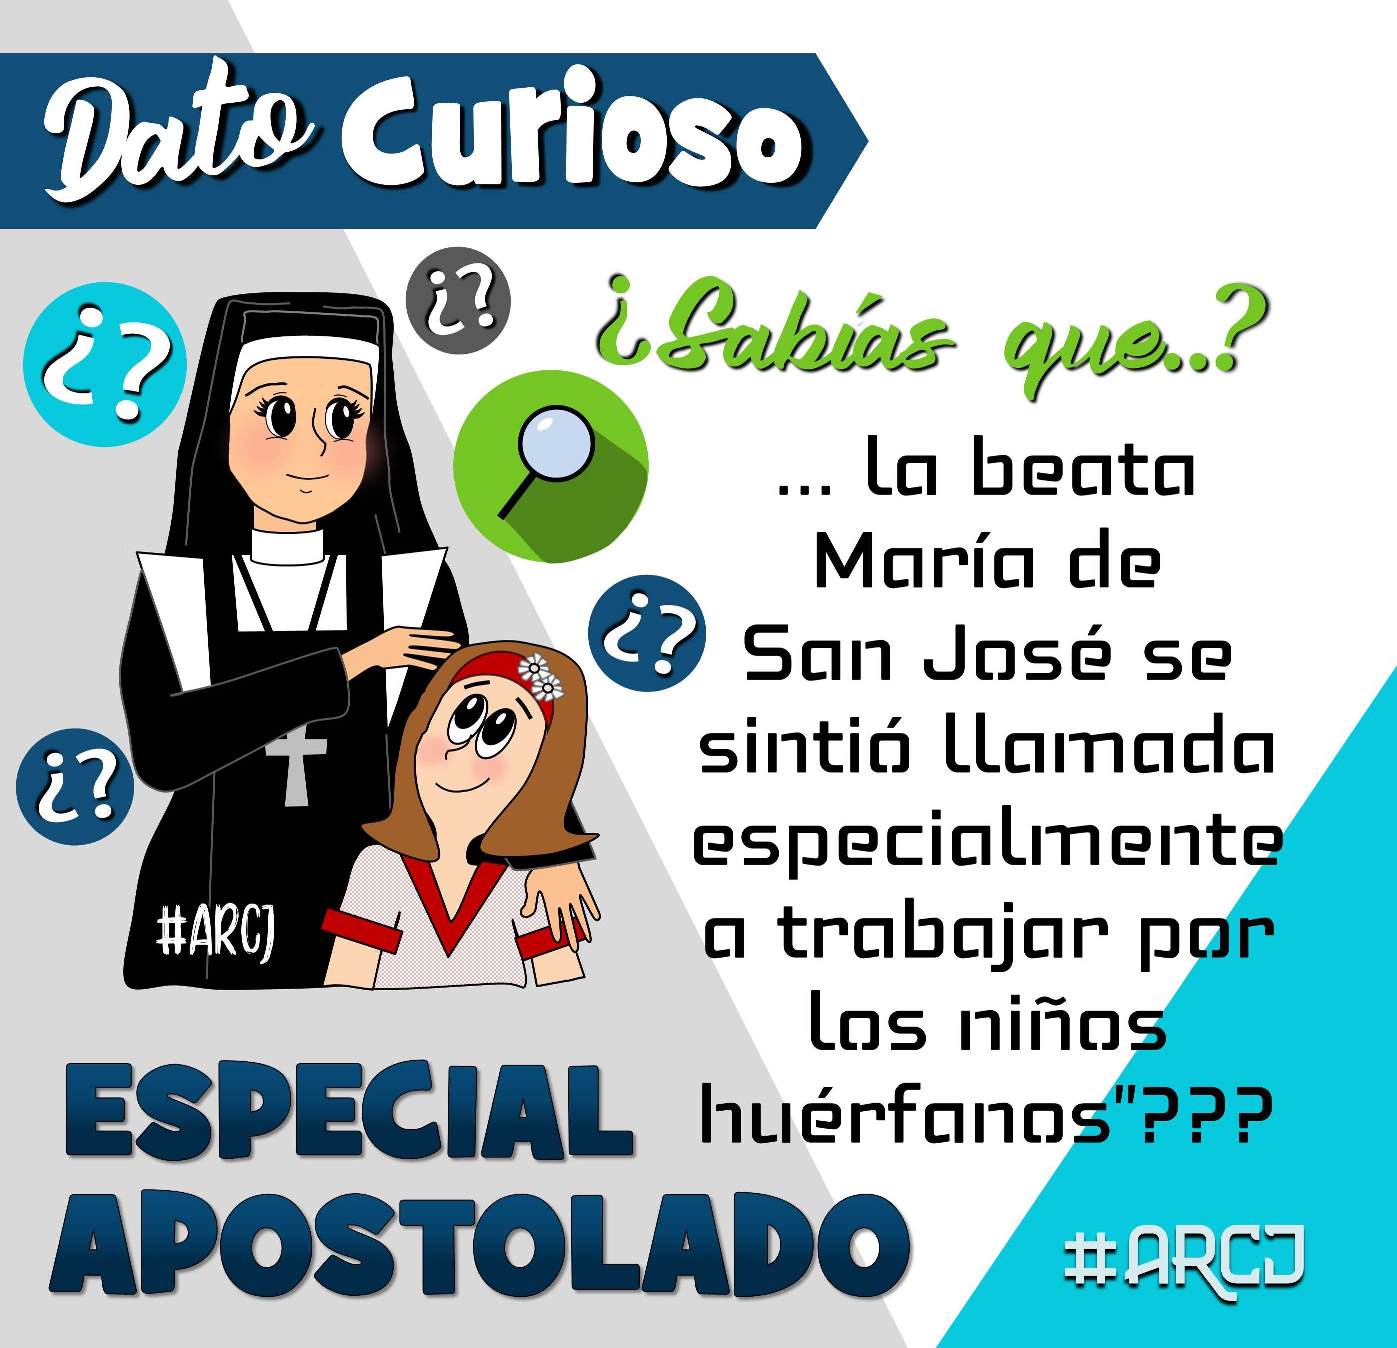 Dato Curioso
¿?
¿?
¿Sabías que..?
... la beata
María de
San José se
sintió llamada
especialmente
a trabajar por
los niños
huérfanos"???
¿?
¿?
#ARCJ
ESPECIAL
APOSTOLADO
#ARCJ